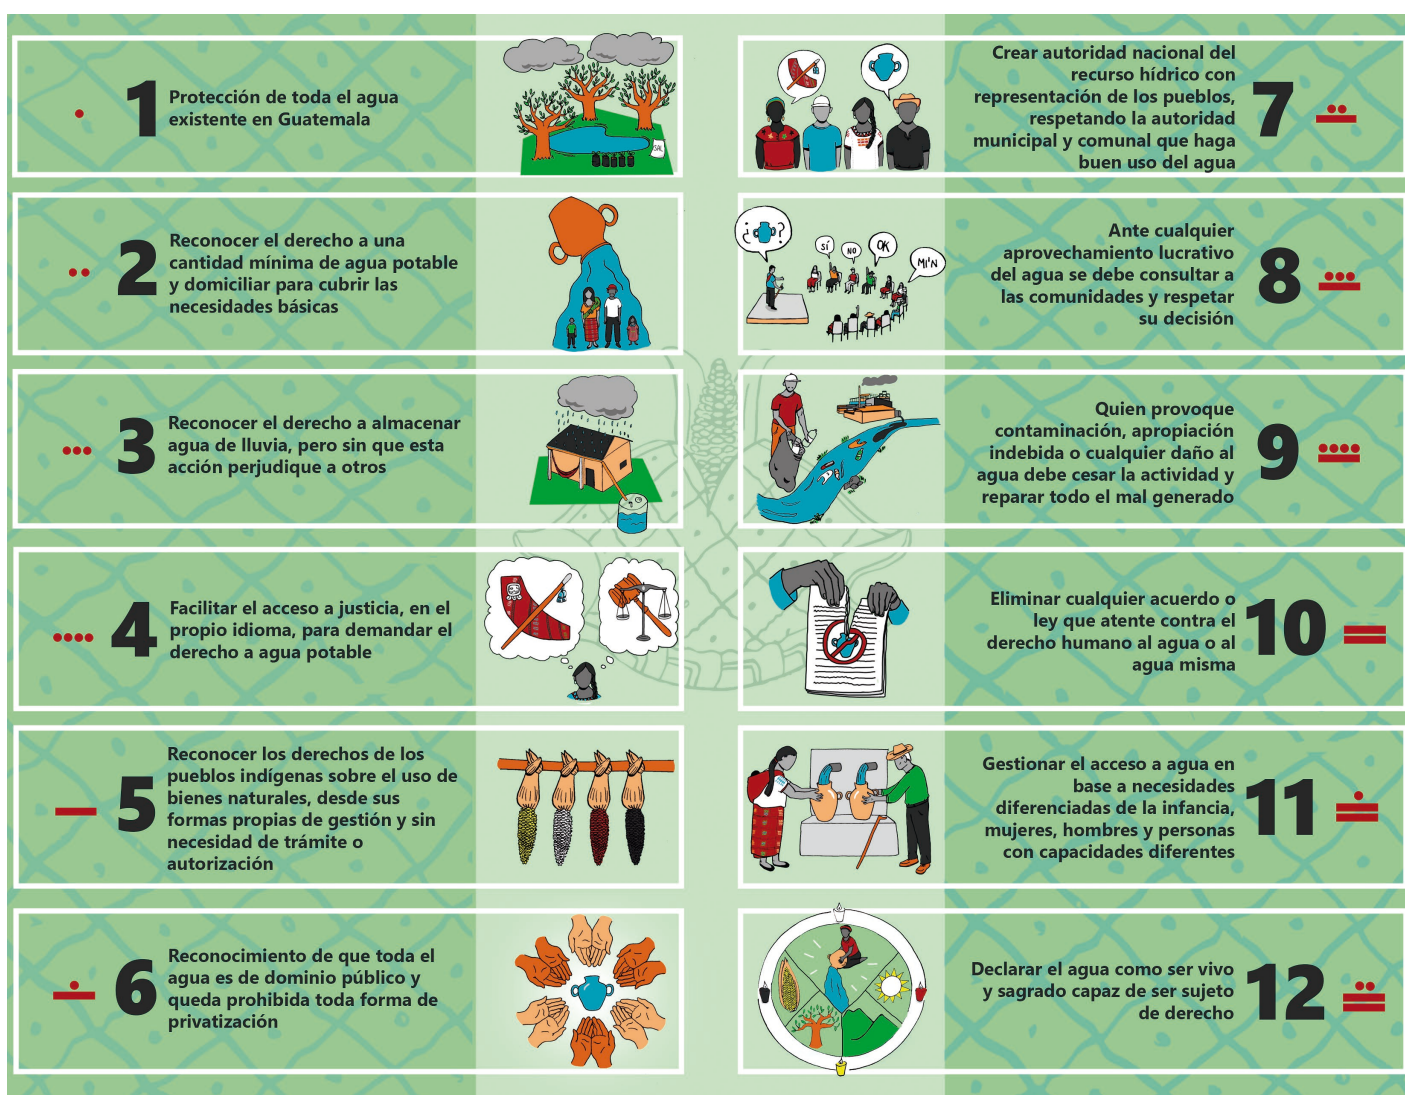 1
Protección de toda el agua
existente en Guatemala
SAL
2
Reconocer el derecho a una
cantidad mínima de agua potable
y domiciliar para cubrir las
necesidades básicas
3
Reconocer el derecho a almacenar
agua de lluvia, pero sin que esta
acción perjudique a otros
4
Facilitar el acceso a justicia, en el
propio idioma, para demandar el
derecho a agua potable
5
Reconocer los derechos de los
pueblos indígenas sobre el uso de
bienes naturales, desde sus
formas propias de gestión y sin
necesidad de trámite o
autorización
6
Reconocimiento de que toda el
agua es de dominio público y
queda prohibida toda forma de
privatización
Crear autoridad nacional del
recurso hídrico con
representación de los pueblos,
respetando la autoridad
municipal y comunal que haga
buen uso del agua
7
¿ ?
SÍ
NO
OK
MI'N
Ante cualquier
aprovechamiento lucrativo
del agua se debe consultar a
las comunidades y respetar
su decisión
8
Quien provoque
contaminación, apropiación
indebida o cualquier daño al
agua debe cesar la actividad y
reparar todo el mal generado
9
Eliminar cualquier acuerdo o
ley que atente contra el
derecho humano al agua o al
agua misma
10
Gestionar el acceso a agua en
base a necesidades
diferenciadas de la infancia,
mujeres, hombres y personas
con capacidades diferentes
11
Declarar el agua como ser vivo
y sagrado capaz de ser sujeto
de derecho
12